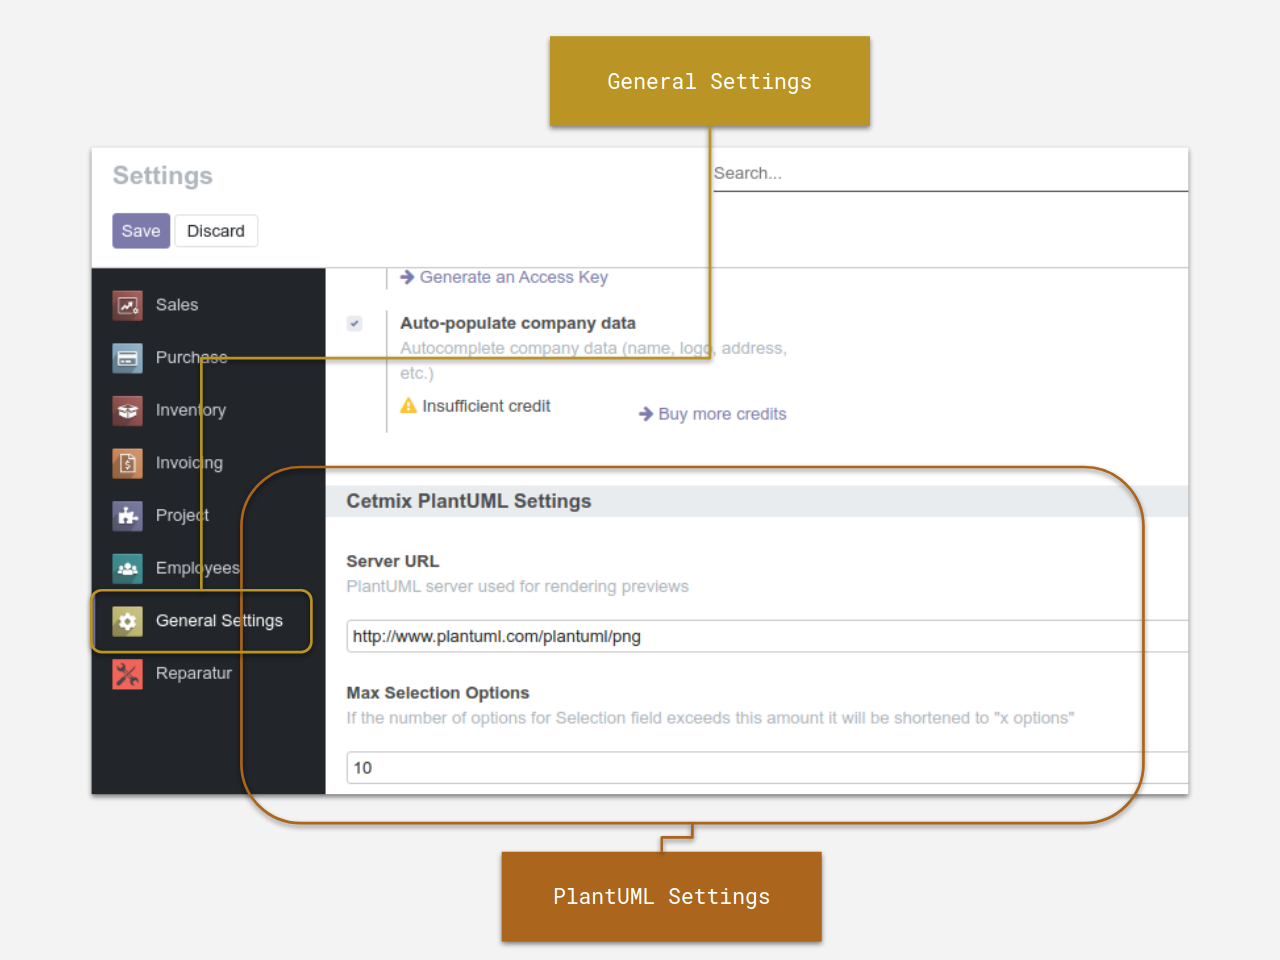 General Settings
Settings
Search...
Save
Discard
Sales
Purchase
Inventory
Invoicing
Project
Employees
General Settings
Reparatur
Generate an Access Key
Auto-populate company data
Autocomplete company data (name, logo, address,
etc.)
Insufficient credit
Buy more credits
Cetmix PlantUML Settings
Server URL
PlantUML server used for rendering previews
http://www.plantuml.com/plantuml/png
Max Selection Options
If the number of options for Selection field exceeds this amount it will be shortened to "x options"
10
PlantUML Settings